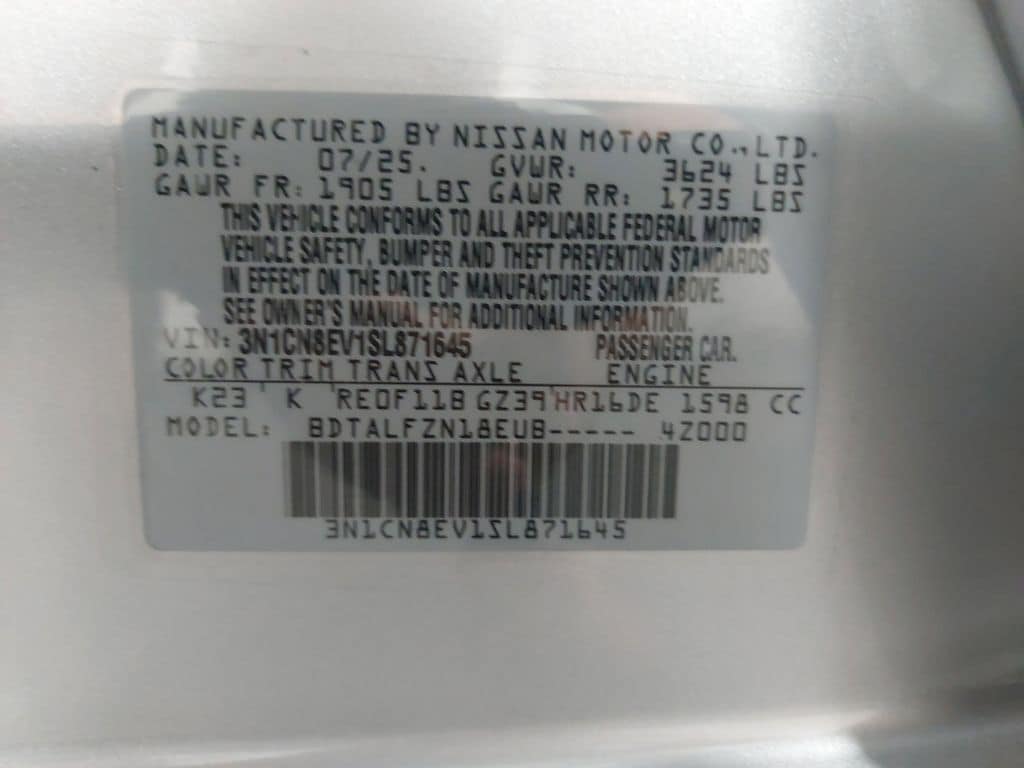 MANUFACTURED BY NISSAN MOTOR CO., LTD.
DATE: 07/25. GVWR: 3624 LBS
GAWR FR: 1905 LBS GAWR RR: 1735 LBS
THIS VEHICLE CONFORMS TO ALL APPLICABLE FEDERAL MOTOR
VEHICLE SAFETY, BUMPER AND THEFT PREVENTION STANDARDS
IN EFFECT ON THE DATE OF MANUFACTURE SHOWN ABOVE.
SEE OWNER'S MANUAL FOR ADDITIONAL INFORMATION.
VIN: 3N1CN8EV1SL871645 PASSENGER CAR.
COLOR TRIM TRANS AXLE ENGINE
K23 K RE0F11B GZ39 HR16DE 1598 CC
MODEL: BDTALFZN18EUB----- 4Z000
3N1CN8EV1SL871645